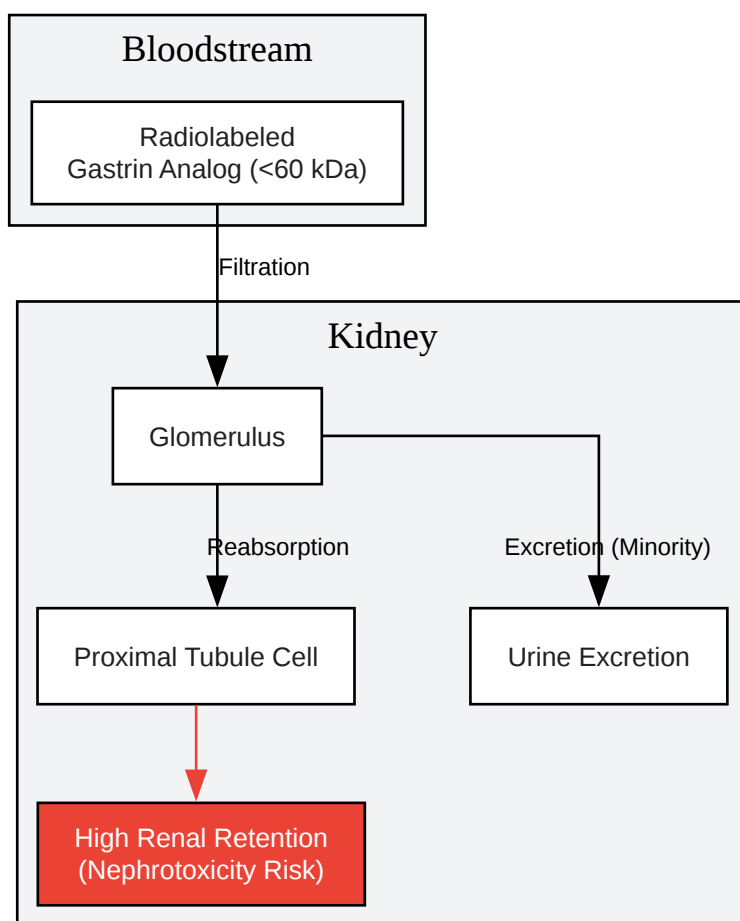 Bloodstream
Radiolabeled
Gastrin Analog (<60 kDa)
Filtration
Kidney
Glomerulus
Reabsorption
Excretion (Minority)
Proximal Tubule Cell
Urine Excretion
High Renal Retention
(Nephrotoxicity Risk)